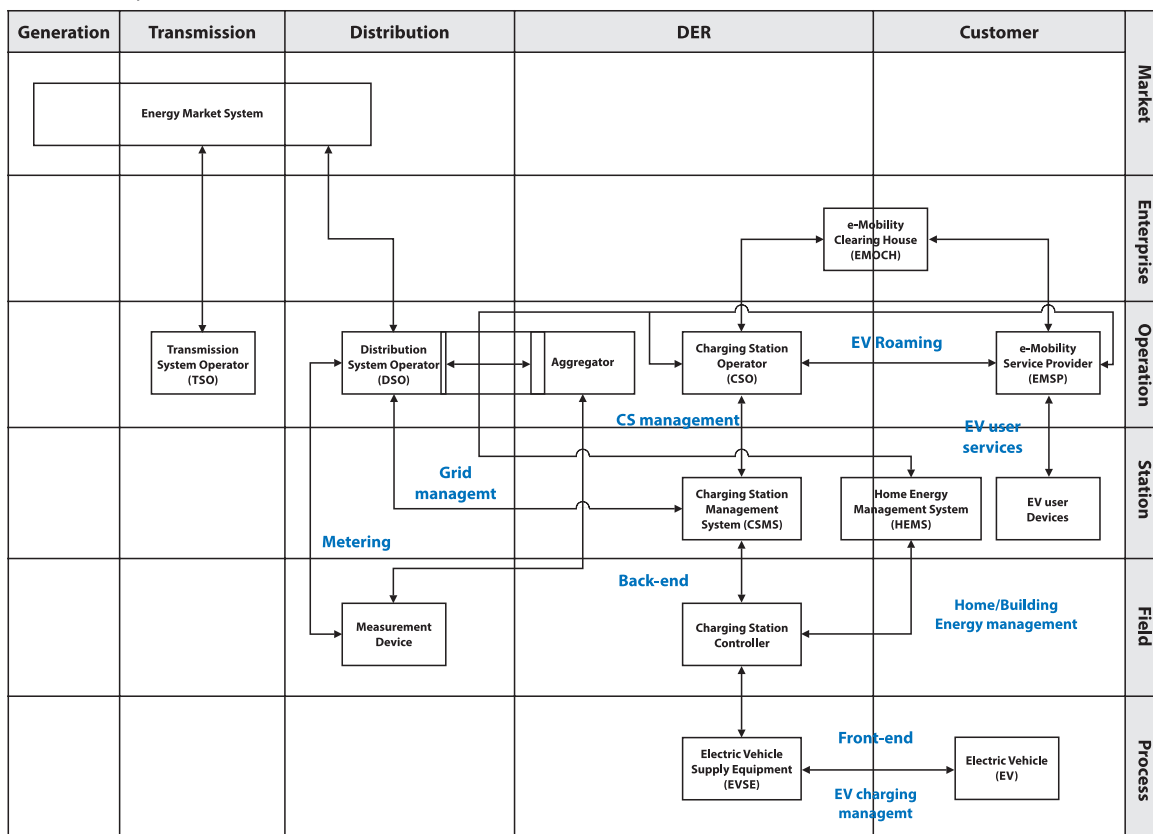 Generation
Transmission
Distribution
DER
Customer
Market
Energy Market System
Enterprise
e-Mobility
Clearing House
(EMOCH)
Operation
Transmission
System Operator
(TSO)
Distribution
System Operator
(DSO)
Aggregator
Charging Station
Operator
(CSO)
EV Roaming
e-Mobility
Service Provider
(EMSP)
CS management
EV user
services
Station
Grid
managemt
Charging Station
Management
System (CSMS)
Home Energy
Management System
(HEMS)
EV user
Devices
Metering
Back-end
Field
Measurement
Device
Charging Station
Controller
Home/Building
Energy management
Process
Electric Vehicle
Supply Equipment
(EVSE)
Front-end
EV charging
managemt
Electric Vehicle
(EV)